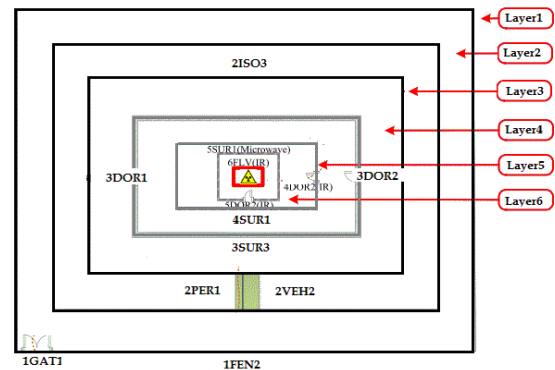 Layer1
Layer2
2ISO3
Layer3
Layer4
5SUR1(Microwave)
6FLV(IR)
Layer5
3DOR1
3DOR2
4DOR2(IR)
5DOR2(IR)
Layer6
4SUR1
3SUR3
2PER1
2VEH2
1GAT1
1FEN2